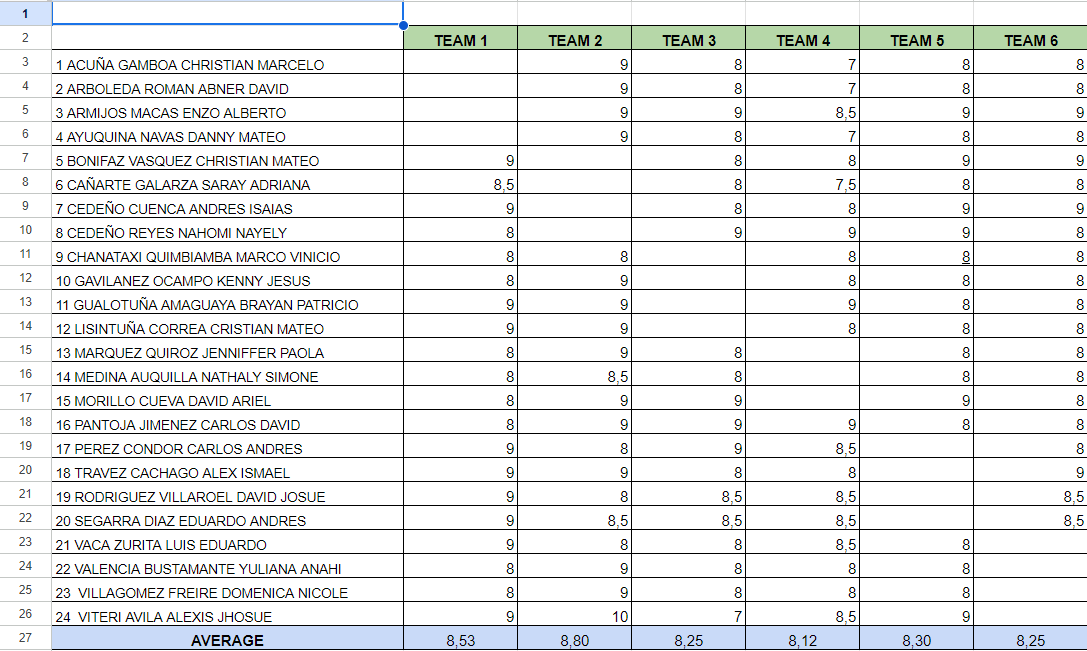 1
2 TEAM 1 TEAM 2 TEAM 3 TEAM 4 TEAM 5 TEAM 6
3 1 ACUÑA GAMBOA CHRISTIAN MARCELO 9 8 7 8 8
4 2 ARBOLEDA ROMAN ABNER DAVID 9 8 7 8 8
5 3 ARMIJOS MACAS ENZO ALBERTO 9 9 8,5 9 9
6 4 AYUQUINA NAVAS DANNY MATEO 9 8 7 8 8
7 5 BONIFAZ VASQUEZ CHRISTIAN MATEO 9 8 8 9 9
8 6 CAÑARTE GALARZA SARAY ADRIANA 8,5 8 7,5 8 8
9 7 CEDEÑO CUENCA ANDRES ISAIAS 9 8 8 9 9
10 8 CEDEÑO REYES NAHOMI NAYELY 8 9 9 9 8
11 9 CHANATAXI QUIMBIAMBA MARCO VINICIO 8 8 8 8 8
12 10 GAVILANEZ OCAMPO KENNY JESUS 8 9 8 8 8
13 11 GUALOTUÑA AMAGUAYA BRAYAN PATRICIO 9 9 9 8 8
14 12 LISINTUÑA CORREA CRISTIAN MATEO 9 9 8 8 8
15 13 MARQUEZ QUIROZ JENNIFFER PAOLA 8 9 8 8 8
16 14 MEDINA AUQUILLA NATHALY SIMONE 8 8,5 8 8 8
17 15 MORILLO CUEVA DAVID ARIEL 8 9 9 9 8
18 16 PANTOJA JIMENEZ CARLOS DAVID 8 9 9 9 8 8
19 17 PEREZ CONDOR CARLOS ANDRES 9 8 9 8,5 8
20 18 TRAVEZ CACHAGO ALEX ISMAEL 9 9 8 8 9
21 19 RODRIGUEZ VILLAROEL DAVID JOSUE 9 8 8,5 8,5 8,5
22 20 SEGARRA DIAZ EDUARDO ANDRES 9 8,5 8,5 8,5 8,5
23 21 VACA ZURITA LUIS EDUARDO 9 8 8 8,5 8
24 22 VALENCIA BUSTAMANTE YULIANA ANAHI 8 9 8 8 8
25 23 VILLAGOMEZ FREIRE DOMENICA NICOLE 8 9 8 8 8
26 24 VITERI AVILA ALEXIS JHOSUE 9 10 7 8,5 9
27 AVERAGE 8,53 8,80 8,25 8,12 8,30 8,25